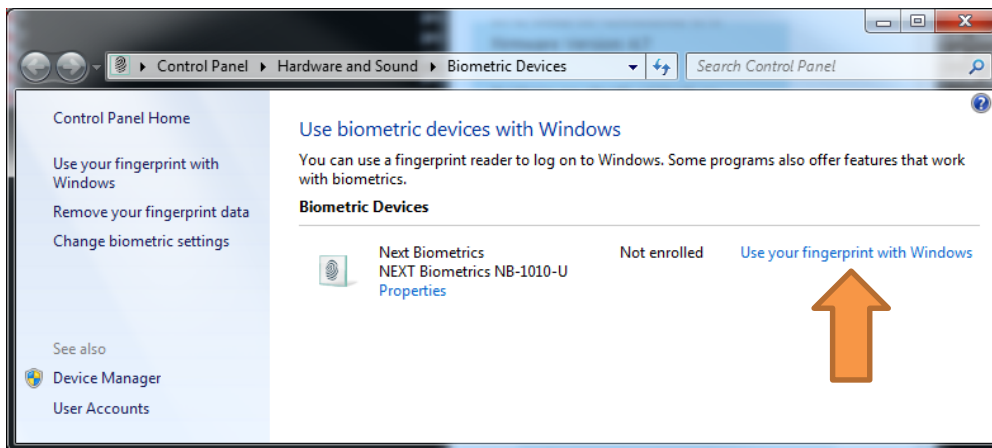 Control Panel ▸ Hardware and Sound ▸ Biometric Devices
Search Control Panel
Control Panel Home
Use your fingerprint with
Windows
Remove your fingerprint data
Change biometric settings
See also
Device Manager
User Accounts
Use biometric devices with Windows
You can use a fingerprint reader to log on to Windows. Some programs also offer features that work
with biometrics.
Biometric Devices
Next Biometrics Not enrolled Use your fingerprint with Windows
NEXT Biometrics NB-1010-U
Properties